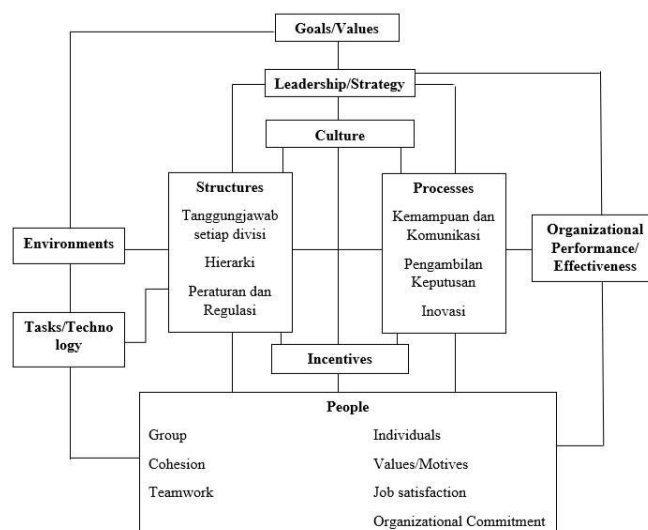 Goals/Values
Leadership/Strategy
Culture
Structures
Tanggungjawab
setiap divisi
Hierarki
Peraturan dan
Regulasi
Processes
Kemampuan dan
Komunikasi
Pengambilan
Keputusan
Inovasi
Environments
Organizational
Performance/
Effectiveness
Tasks/Techno
logy
Incentives
People
Group
Individuals
Cohesion
Values/Motives
Teamwork
Job satisfaction
Organizational Commitment